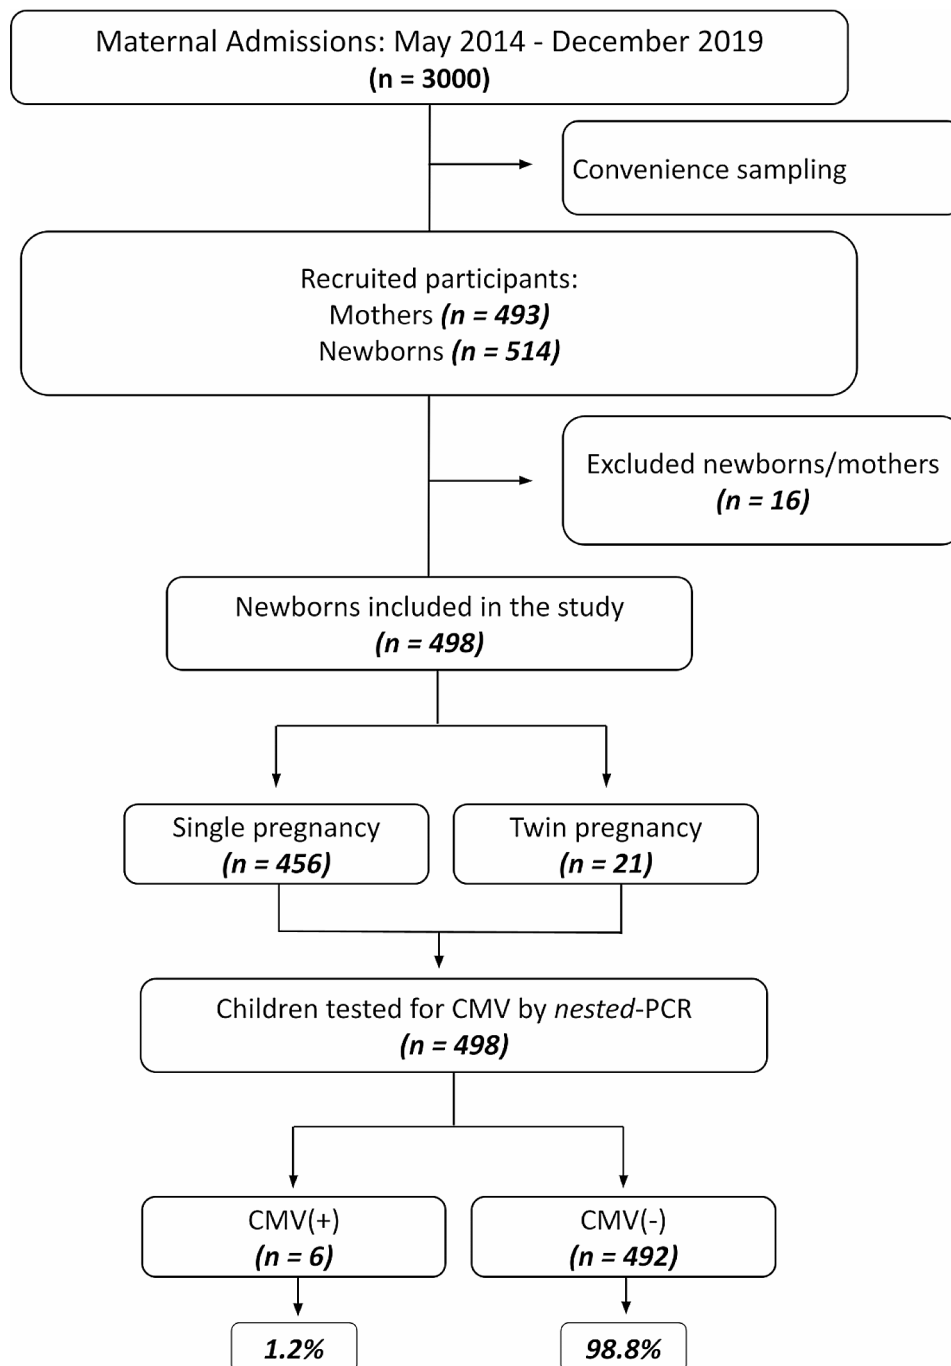 Maternal Admissions: May 2014 - December 2019
(n = 3000)
Convenience sampling
Recruited participants:
Mothers (n = 493)
Newborns (n = 514)
Excluded newborns/mothers
(n = 16)
Newborns included in the study
(n = 498)
Single pregnancy
(n = 456)
Twin pregnancy
(n = 21)
Children tested for CMV by nested-PCR
(n = 498)
CMV(+)
(n = 6)
CMV(-)
(n = 492)
1.2%
98.8%